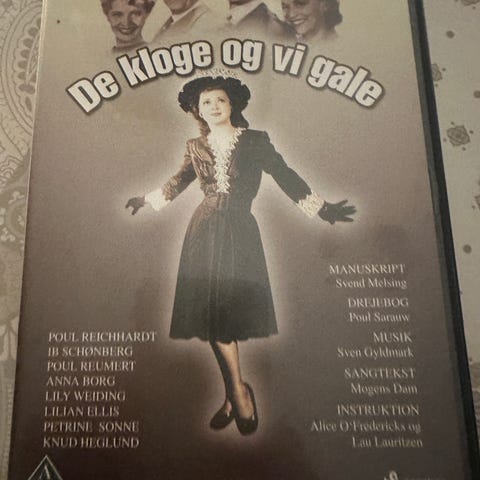 De kloge og vi gale
MANUSKRIPT
Svend Melsing
DREJEBOG
Poul Sarauw
MUSIK
Sven Gyldmark
SANGTEKST
Mogens Dam
INSTRUKTION
Alice O'Fredericks og
Lau Lauritzen
POUL REICHHARDT
IB SCHØNBERG
POUL REUMERT
ANNA BORG
LILY WEIDING
LILIAN ELLIS
PETRINE SONNE
KNUD HEGLUND
A